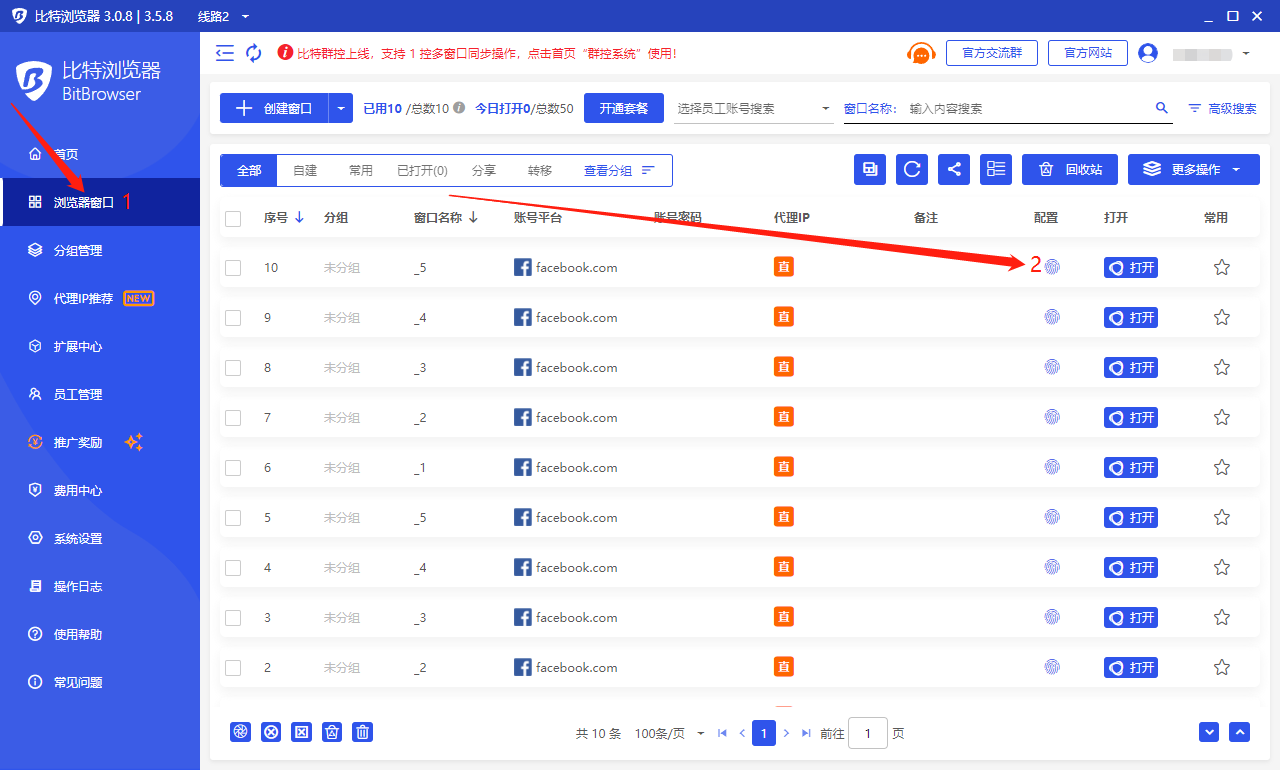 比特浏览器 3.0.8 | 3.5.8 线路2
比特浏览器
BitBrowser
首页
浏览器窗口 1
分组管理
代理IP推荐 NEW
扩展中心
员工管理
推广奖励
费用中心
系统设置
操作日志
使用帮助
常见问题
比特群控上线，支持 1 控多窗口同步操作，点击首页“群控系统”使用！
官方交流群 官方网站
创建窗口 已用10 /总数10 今日打开0/总数50 开通套餐 选择员工账号搜索 窗口名称： 输入内容搜索 高级搜索
全部 自建 常用 已打开(0) 分享 转移 查看分组 回收站 更多操作
序号 分组 窗口名称 账号平台 账号密码 代理IP 备注 配置 打开 常用
10 未分组 _5 facebook.com 直 2 打开
9 未分组 _4 facebook.com 直 打开
8 未分组 _3 facebook.com 直 打开
7 未分组 _2 facebook.com 直 打开
6 未分组 _1 facebook.com 直 打开
5 未分组 _5 facebook.com 直 打开
4 未分组 _4 facebook.com 直 打开
3 未分组 _3 facebook.com 直 打开
2 未分组 _2 facebook.com 直 打开
共 10 条 100条/页 1 前往 1 页